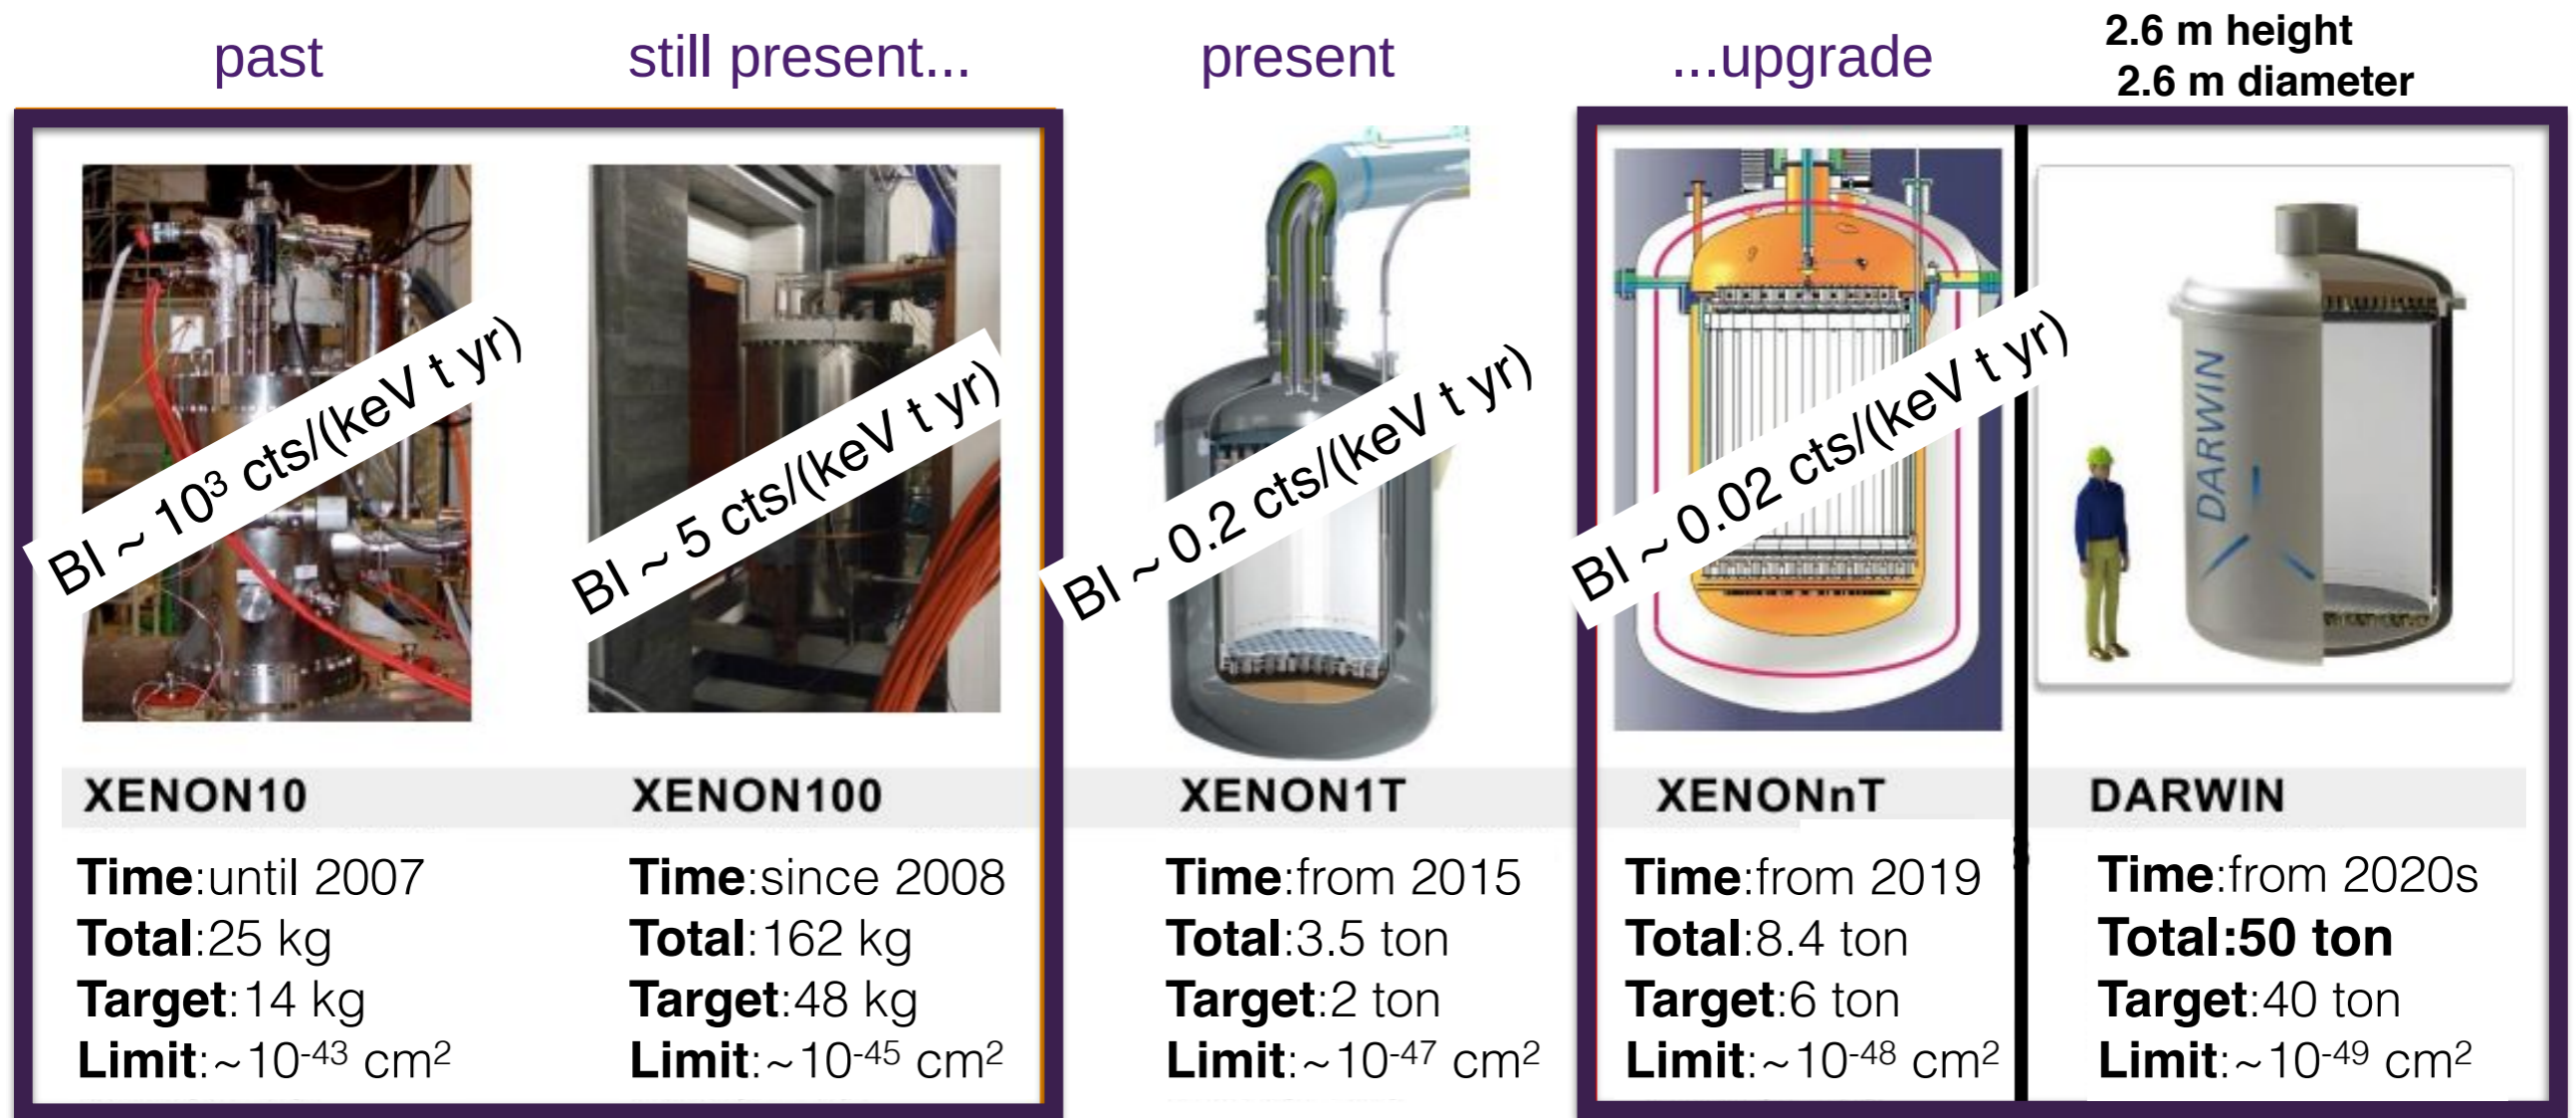 past
still present...
present
...upgrade
2.6 m height
2.6 m diameter
BI ~ 10³ cts/(keV t yr)
BI ~ 5 cts/(keV t yr)
BI ~ 0.2 cts/(keV t yr)
BI ~ 0.02 cts/(keV t yr)
DARWIN
XENON10
Time:until 2007
Total:25 kg
Target:14 kg
Limit:~10⁻⁴³ cm²
XENON100
Time:since 2008
Total:162 kg
Target:48 kg
Limit:~10⁻⁴⁵ cm²
XENON1T
Time:from 2015
Total:3.5 ton
Target:2 ton
Limit:~10⁻⁴⁷ cm²
XENONnT
Time:from 2019
Total:8.4 ton
Target:6 ton
Limit:~10⁻⁴⁸ cm²
DARWIN
Time:from 2020s
Total:50 ton
Target:40 ton
Limit:~10⁻⁴⁹ cm²